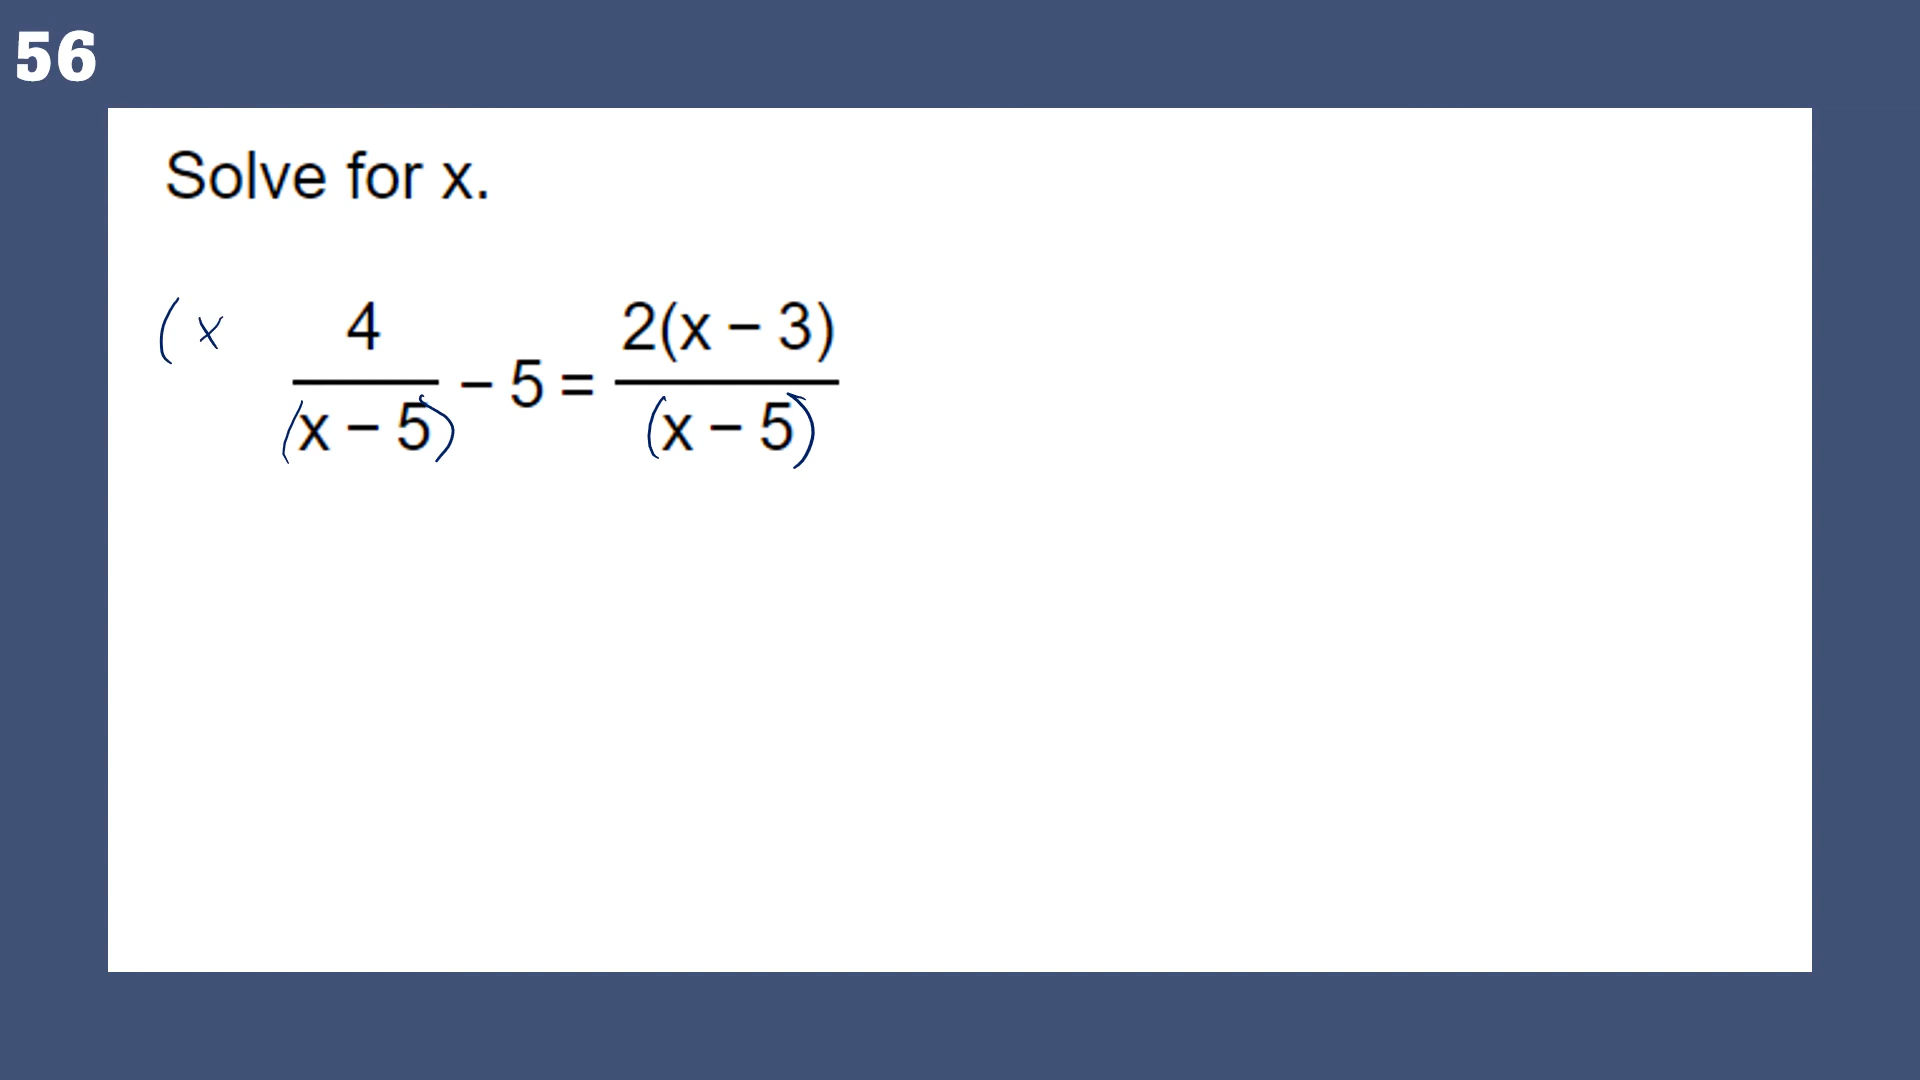 56
Solve for x.
(x 4/(x − 5) − 5 = 2(x − 3)/(x − 5)